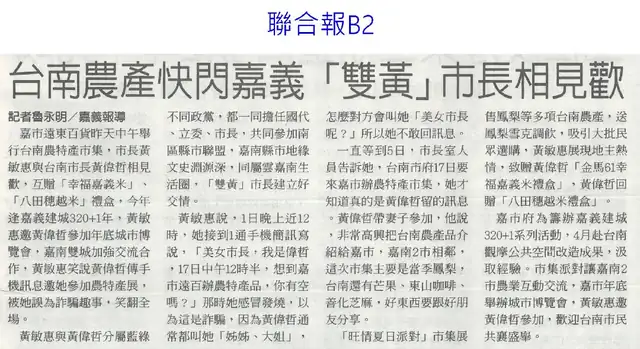 聯合報B2
台南農產快閃嘉義「雙黃」市長相見歡
記者魯永明／嘉義報導
嘉市遠東百貨昨天中午舉
行台南農特產市集，市長黃
敏惠與台南市長黃偉哲相見
歡，互贈「幸福嘉義米」、
「八田穗越米」禮盒，今年
逢嘉義建城320+1年，黃敏
惠邀黃偉哲參加年底城市博
覽會，嘉南雙城加強交流合
作，黃敏惠笑說黃偉哲傳手
機訊息邀她參加農特產展，
被她誤為詐騙趣事，笑翻全
場。
黃敏惠與黃偉哲分屬藍綠
不同政黨，都一同擔任國代
、立委、市長，共同參加南
區縣市聯盟，嘉南縣市地緣
文史淵源深，同屬雲嘉南生
活圈，「雙黃」市長建立好
交情。
黃敏惠說，1日晚上近12
時，她接到1通手機簡訊寫
說，「美女市長，我是偉哲
，17日中午12時半，想到嘉
市遠百辦農特產品，你有空
嗎？」那時她感冒發燒，以
為這是詐騙，因為黃偉哲通
常都叫她「姊姊、大姐」，
怎麼對方會叫她「美女市長
呢？」所以她不敢回訊息。
一直等到5日，市長室人
員告訴她，台南市府17日要
來嘉市辦農特產市集，她才
知道真的是黃偉哲留的訊息
。黃偉哲帶妻子參加，他說
，非常高興把台南農產品介
紹給嘉市，嘉南2市相鄰，
這次市集主要是當季鳳梨，
台南還有芒果、東山咖啡、
善化芝麻，好東西要跟好朋
友分享。
「旺情夏日派對」市集展
售鳳梨等多項台南農產，送
鳳梨雪克調飲，吸引大批民
眾選購，黃敏惠展現地主熱
情，致贈黃偉哲「金馬61幸
福嘉義米禮盒」，黃偉哲回
贈「八田穗越米禮盒」。
嘉市府為籌辦嘉義建城
320+1系列活動，4月赴台南
觀摩公共空間改造成果，汲
取經驗。市集派對讓嘉南2
市農業互動交流，嘉市年底
舉辦城市博覽會，黃敏惠邀
黃偉哲參加，歡迎台南市民
共襄盛舉。